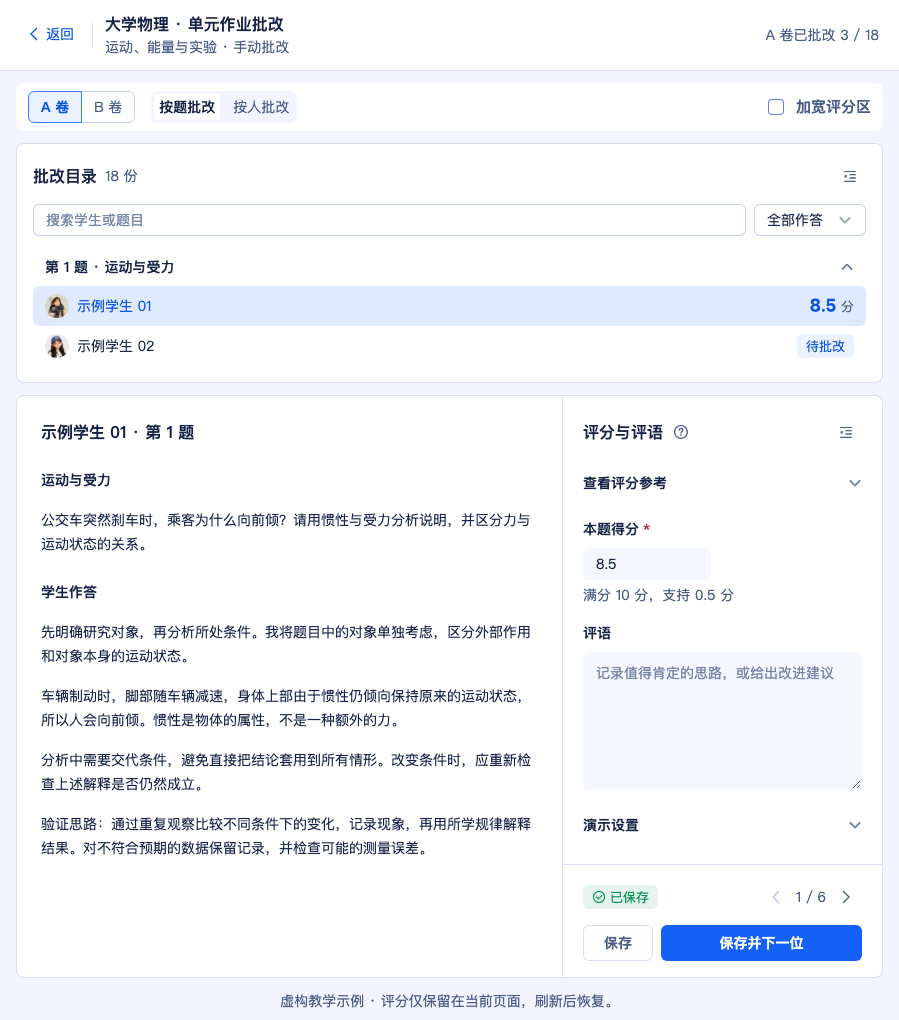 返回
大学物理 · 单元作业批改
运动、能量与实验 · 手动批改
A 卷已批改 3 / 18
A 卷
B 卷
按题批改
按人批改
加宽评分区
批改目录 18 份
搜索学生或题目
全部作答
第 1 题 · 运动与受力
示例学生 01
8.5 分
示例学生 02
待批改
示例学生 01 · 第 1 题
运动与受力
公交车突然刹车时，乘客为什么向前倾？请用惯性与受力分析说明，并区分力与
运动状态的关系。
学生作答
先明确研究对象，再分析所处条件。我将题目中的对象单独考虑，区分外部作用
和对象本身的运动状态。
车辆制动时，脚部随车辆减速，身体上部由于惯性仍倾向保持原来的运动状态，
所以人会向前倾。惯性是物体的属性，不是一种额外的力。
分析中需要交代条件，避免直接把结论套用到所有情形。改变条件时，应重新检
查上述解释是否仍然成立。
验证思路：通过重复观察比较不同条件下的变化，记录现象，再用所学规律解释
结果。对不符合预期的数据保留记录，并检查可能的测量误差。
评分与评语
查看评分参考
本题得分 *
8.5
满分 10 分，支持 0.5 分
评语
记录值得肯定的思路，或给出改进建议
演示设置
已保存
1 / 6
保存
保存并下一位
虚构教学示例 · 评分仅保留在当前页面，刷新后恢复。